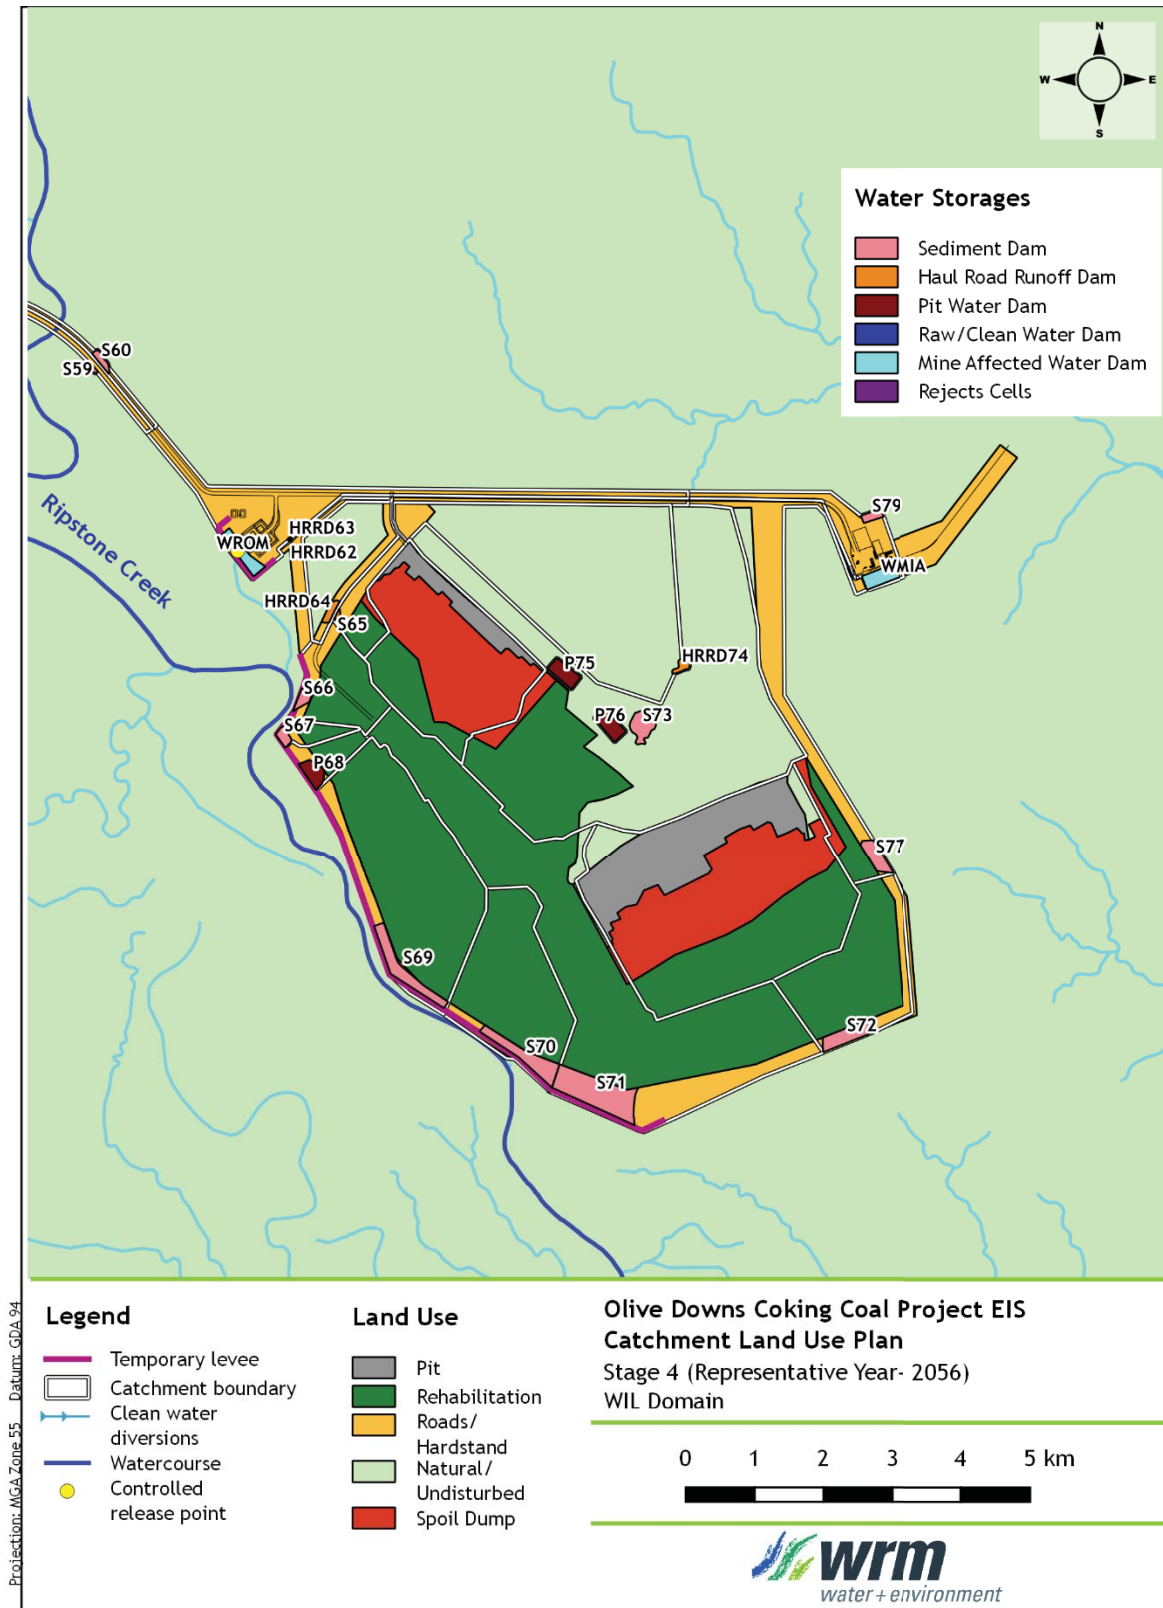 N
W E
S
Water Storages
Sediment Dam
Haul Road Runoff Dam
Pit Water Dam
Raw/Clean Water Dam
Mine Affected Water Dam
Rejects Cells
S60
S59
Ripstone Creek
WROM
HRRD63
HRRD62
HRRD64
S65
S66
S67
P68
S79
WMIA
HRRD74
P75
P76
S73
S77
S69
S70
S71
S72
Projection: MGA Zone 55 Datum: GDA 94
Legend
Temporary levee
Catchment boundary
Clean water
diversions
Watercourse
Controlled
release point
Land Use
Pit
Rehabilitation
Roads/
Hardstand
Natural/
Undisturbed
Spoil Dump
Olive Downs Coking Coal Project EIS
Catchment Land Use Plan
Stage 4 (Representative Year- 2056)
WIL Domain
0 1 2 3 4 5 km
wrm
water + environment